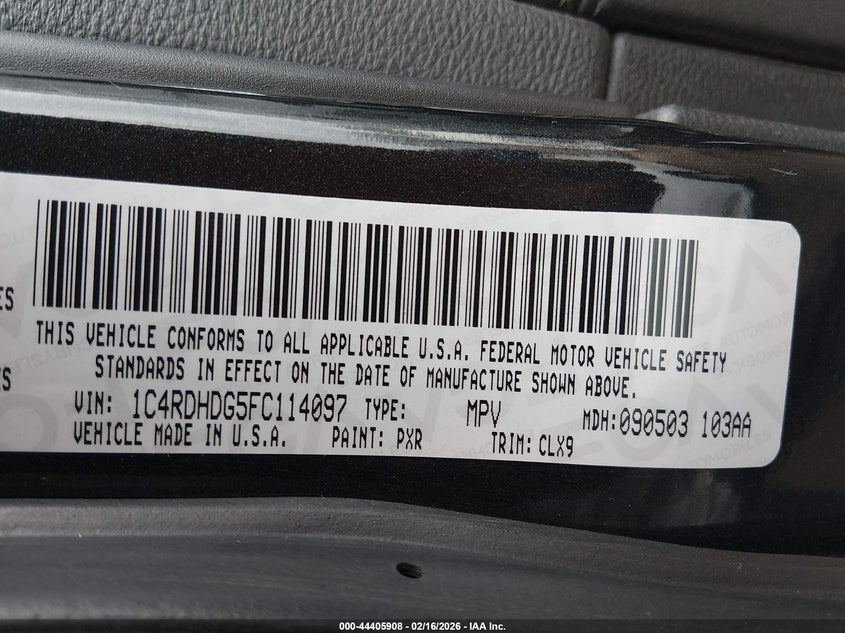 ES
THIS VEHICLE CONFORMS TO ALL APPLICABLE U.S.A. FEDERAL MOTOR VEHICLE SAFETY
ES STANDARDS IN EFFECT ON THE DATE OF MANUFACTURE SHOWN ABOVE.
VIN: 1C4RDHDG5FC114097 TYPE: MPV MDH: 090503 103AA
VEHICLE MADE IN U.S.A. PAINT: PXR TRIM: CLX9
000-44405908 - 02/16/2026 - IAA Inc.